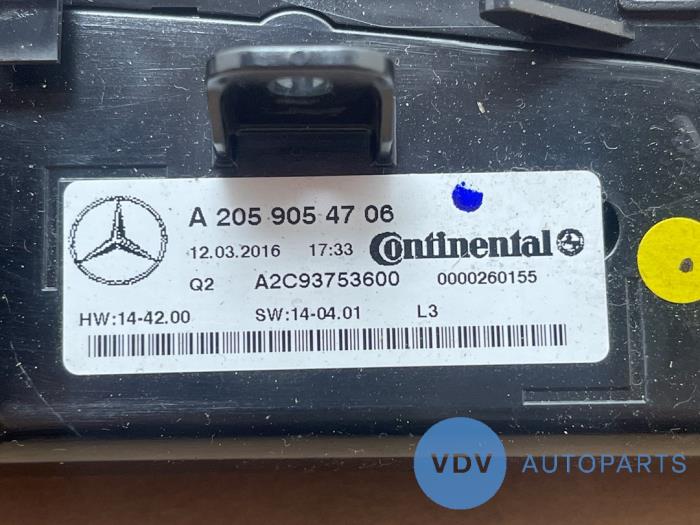 A 205 905 47 06
12.03.2016 17:33 Continental
Q2 A2C93753600 0000260155
HW:14-42.00 SW:14-04.01 L3
VDV AUTOPARTS